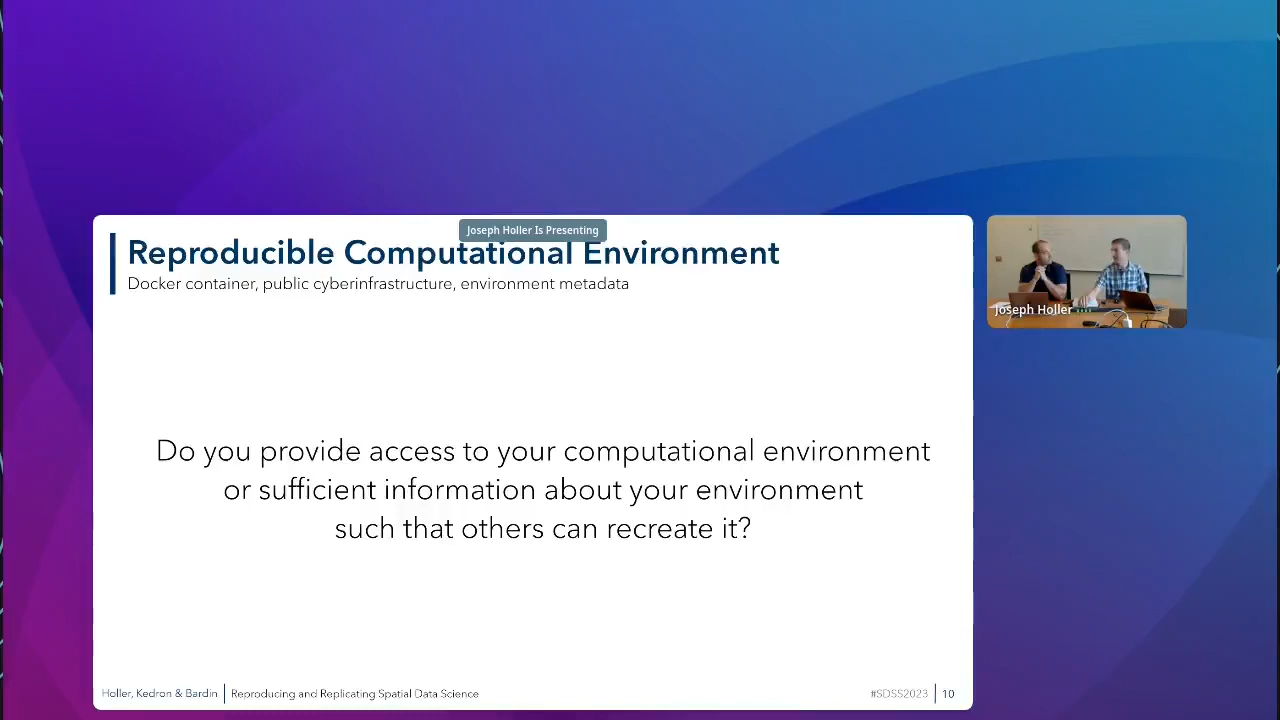 Joseph Holler Is Presenting
Reproducible Computational Environment
Docker container, public cyberinfrastructure, environment metadata
Joseph Holler
Do you provide access to your computational environment
or sufficient information about your environment
such that others can recreate it?
Holler, Kedron & Bardin
Reproducing and Replicating Spatial Data Science
#SDSS2023
10